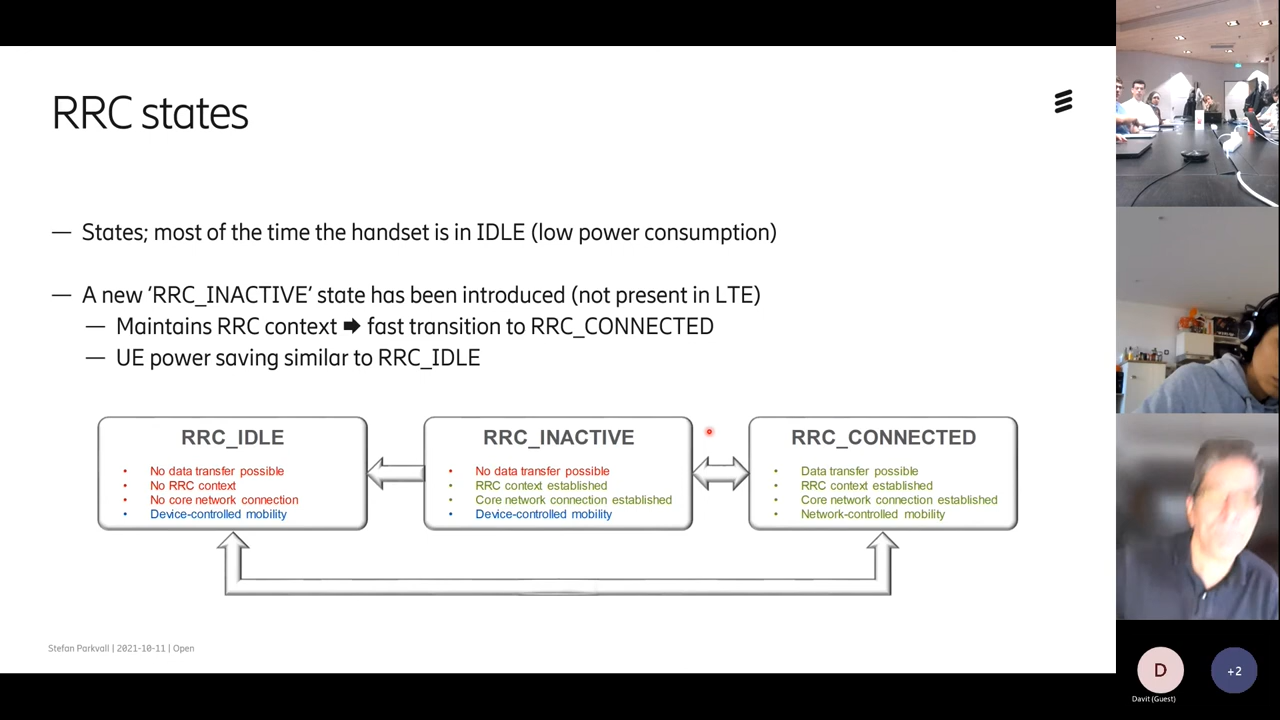 RRC states
— States; most of the time the handset is in IDLE (low power consumption)
— A new ‘RRC_INACTIVE’ state has been introduced (not present in LTE)
— Maintains RRC context ➡ fast transition to RRC_CONNECTED
— UE power saving similar to RRC_IDLE
RRC_IDLE
• No data transfer possible
• No RRC context
• No core network connection
• Device-controlled mobility
RRC_INACTIVE
• No data transfer possible
• RRC context established
• Core network connection established
• Device-controlled mobility
RRC_CONNECTED
• Data transfer possible
• RRC context established
• Core network connection established
• Network-controlled mobility
Stefan Parkvall | 2021-10-11 | Open
D
+2
Davit (Guest)